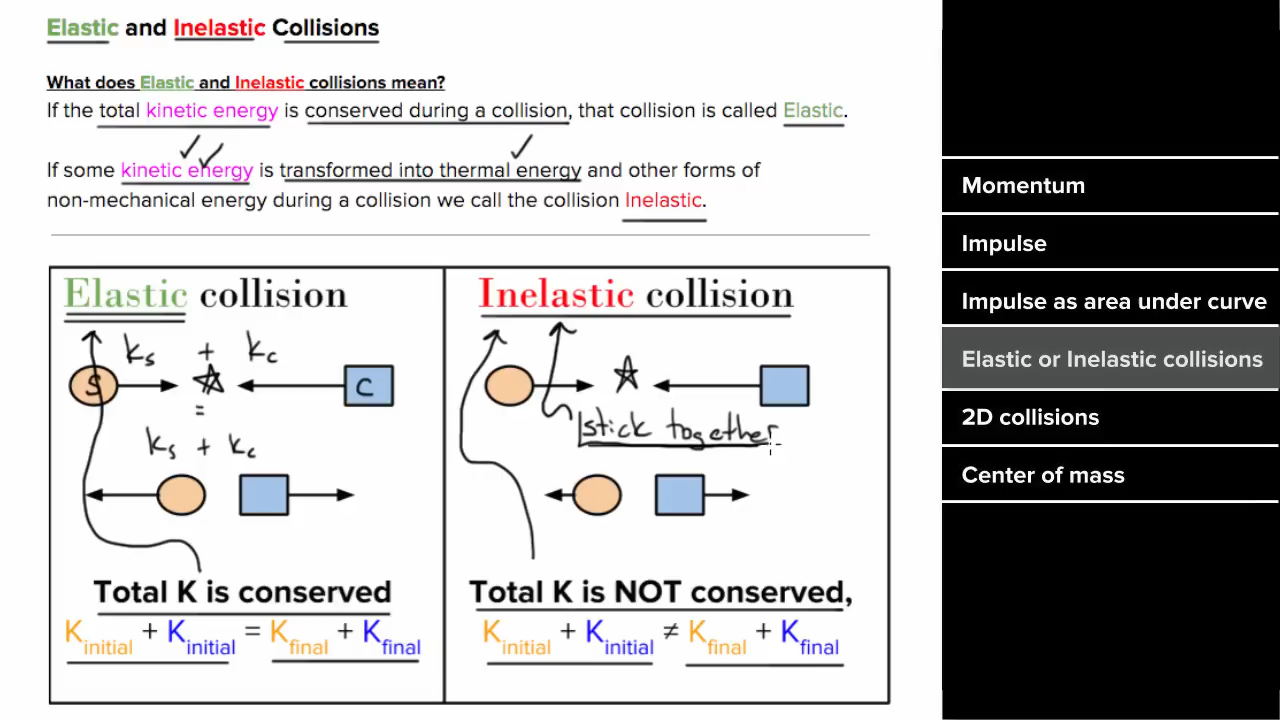 Elastic and Inelastic Collisions
What does Elastic and Inelastic collisions mean?
If the total kinetic energy is conserved during a collision, that collision is called Elastic.
If some kinetic energy is transformed into thermal energy and other forms of
non-mechanical energy during a collision we call the collision Inelastic.
Elastic collision
Ks + Kc
S
C
=
Ks + Kc
Total K is conserved
Kinitial + Kinitial = Kfinal + Kfinal
Inelastic collision
stick together
Total K is NOT conserved,
Kinitial + Kinitial ≠ Kfinal + Kfinal
Momentum
Impulse
Impulse as area under curve
Elastic or Inelastic collisions
2D collisions
Center of mass